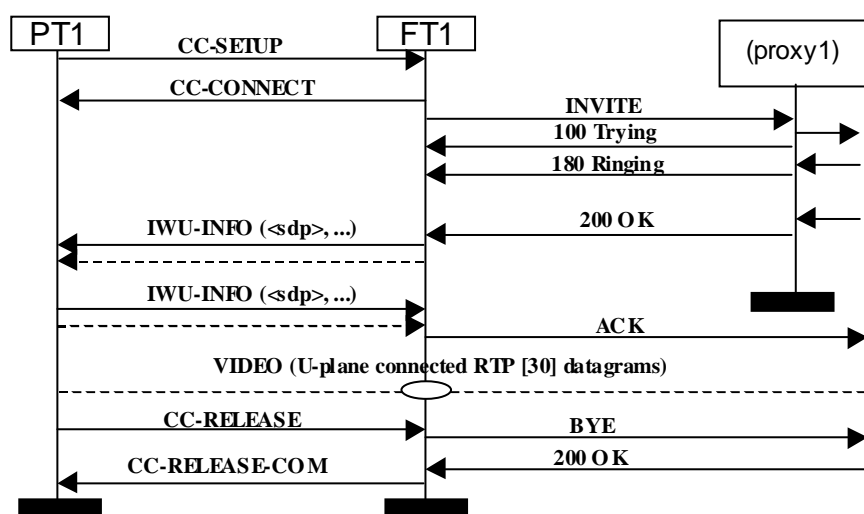 PT1
FT1
(proxy1)
CC-SETUP
CC-CONNECT
INVITE
100 Trying
180 Ringing
IWU-INFO (<sdp>, ...)
200 OK
IWU-INFO (<sdp>, ...)
ACK
VIDEO (U-plane connected RTP [30] datagrams)
CC-RELEASE
BYE
CC-RELEASE-COM
200 OK